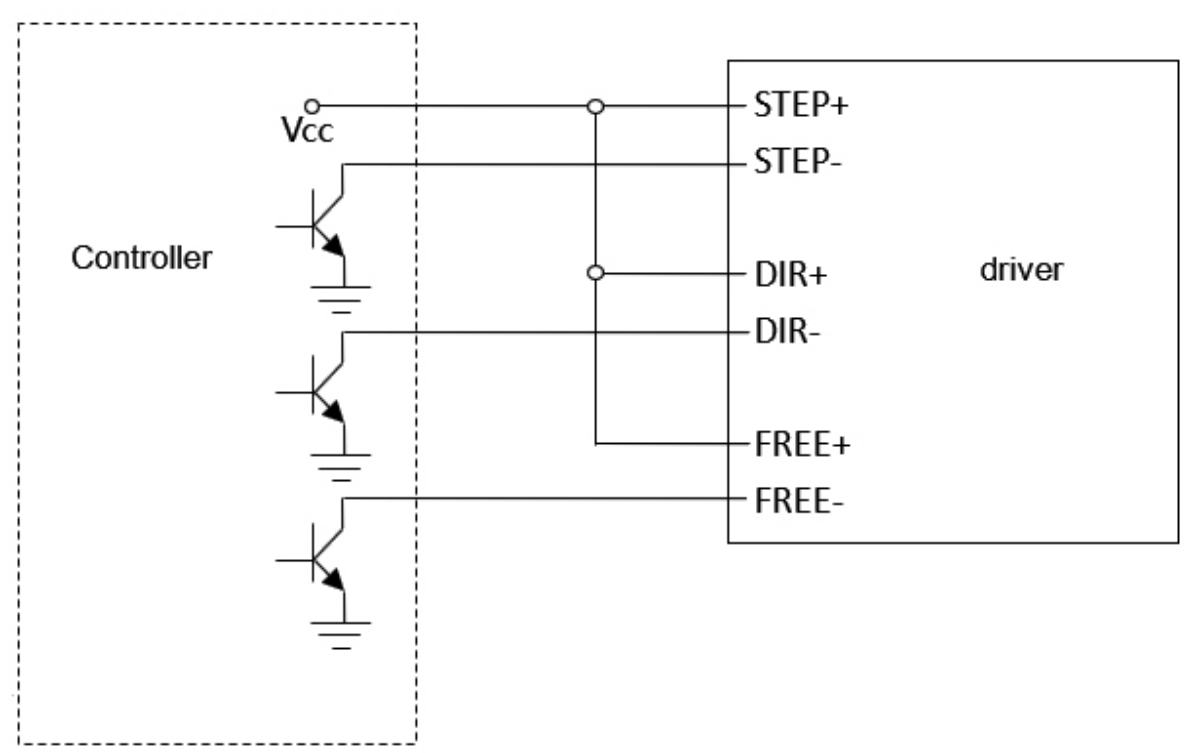 STEP+
Vcc
STEP-
Controller
DIR+
driver
DIR-
FREE+
FREE-